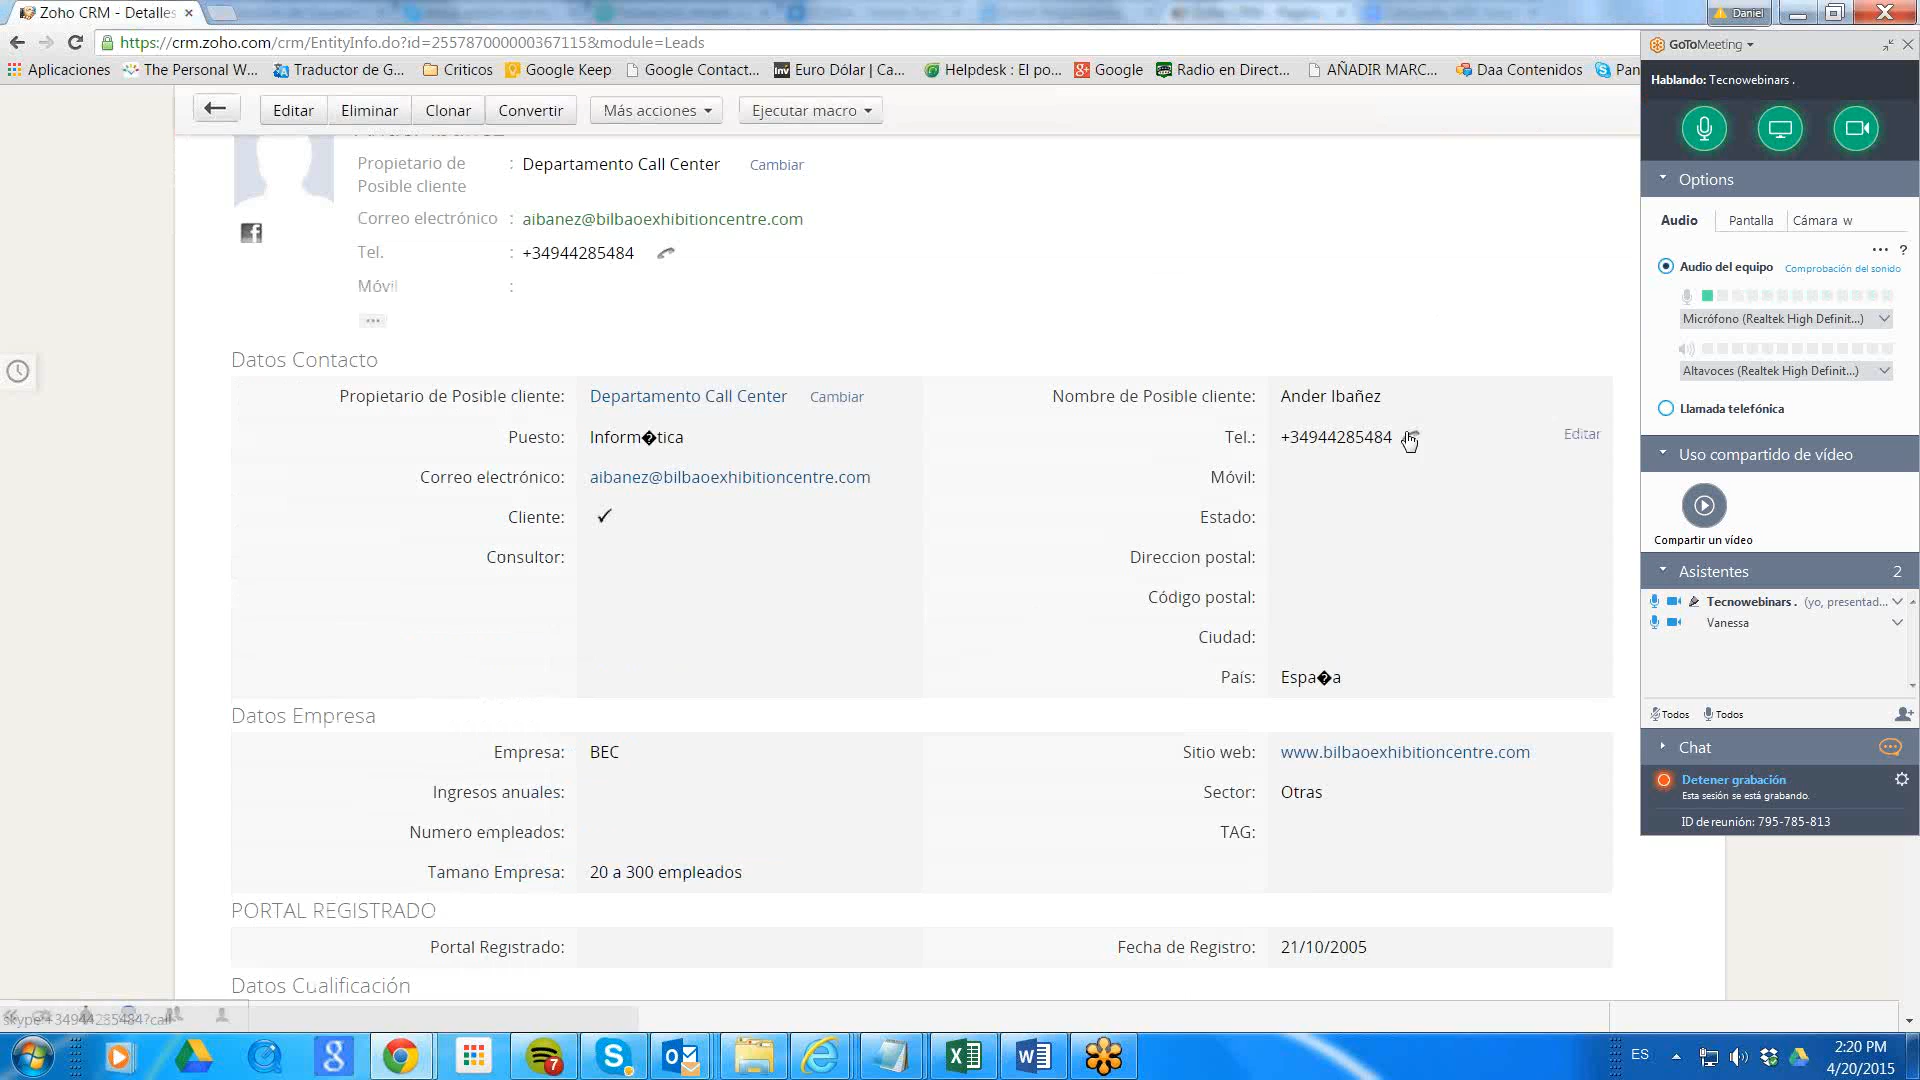 Zoho CRM - Detalles
Daniel
https://crm.zoho.com/crm/EntityInfo.do?id=2557870000003671158&module=Leads
Aplicaciones The Personal W... Traductor de G... Criticos Google Keep Google Contact... Euro Dólar | Ca... Helpdesk : El po... Google Radio en Direct... AÑADIR MARC... Daa Contenidos Pan
Editar Eliminar Clonar Convertir Más acciones Ejecutar macro
Propietario de Posible cliente : Departamento Call Center Cambiar
Correo electrónico : aibanez@bilbaoexhibitioncentre.com
Tel. : +34944285484
Móvil :
...
Datos Contacto
Propietario de Posible cliente: Departamento Call Center Cambiar Nombre de Posible cliente: Ander Ibañez
Puesto: Inform�tica Tel.: +34944285484 Editar
Correo electrónico: aibanez@bilbaoexhibitioncentre.com Móvil:
Cliente: ✓ Estado:
Consultor: Direccion postal:
Código postal:
Ciudad:
País: Espa�a
Datos Empresa
Empresa: BEC Sitio web: www.bilbaoexhibitioncentre.com
Ingresos anuales: Sector: Otras
Numero empleados: TAG:
Tamano Empresa: 20 a 300 empleados
PORTAL REGISTRADO
Portal Registrado: Fecha de Registro: 21/10/2005
Datos Cualificación
skype:+34944285484?call
GoToMeeting
Hablando: Tecnowebinars .
Options
Audio Pantalla Cámara w
... ?
Audio del equipo Comprobación del sonido
Micrófono (Realtek High Definit...)
Altavoces (Realtek High Definit...)
Llamada telefónica
Uso compartido de vídeo
Compartir un vídeo
Asistentes 2
Tecnowebinars . (yo, presentad...
Vanessa
Todos Todos
Chat
Detener grabación
Esta sesión se está grabando.
ID de reunión: 795-785-813
7
ES
2:20 PM
4/20/2015